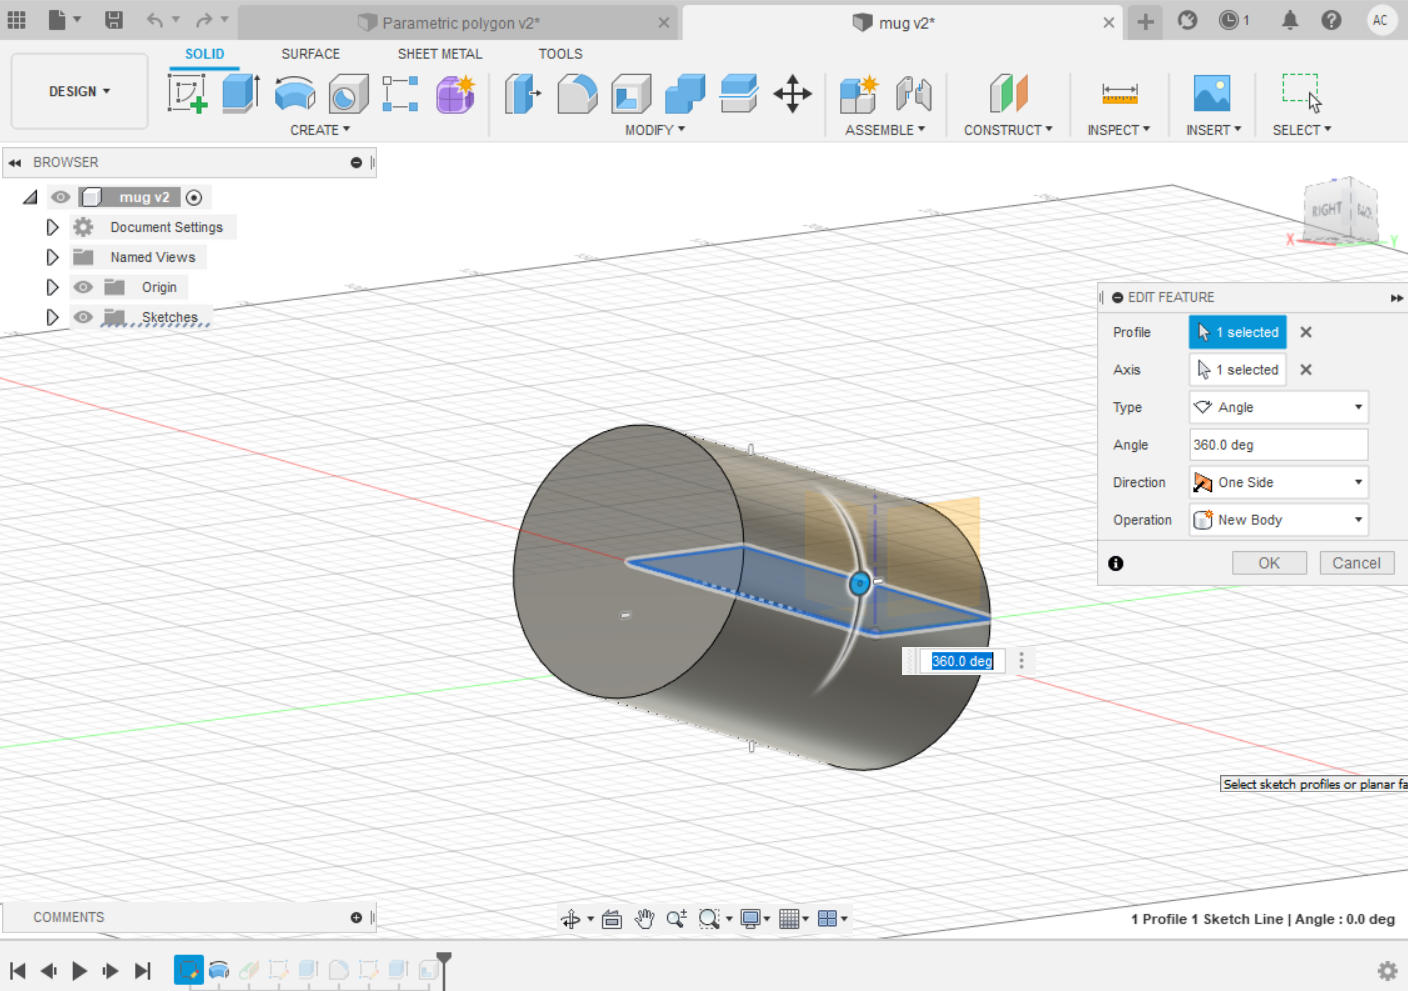 Parametric polygon v2*
mug v2*
1
AC
SOLID
SURFACE
SHEET METAL
TOOLS
DESIGN
CREATE
MODIFY
ASSEMBLE
CONSTRUCT
INSPECT
INSERT
SELECT
BROWSER
mug v2
Document Settings
Named Views
Origin
Sketches
RIGHT
X
Y
EDIT FEATURE
Profile
1 selected
Axis
1 selected
Type
Angle
Angle
360.0 deg
Direction
One Side
Operation
New Body
OK
Cancel
360.0 deg
Select sketch profiles or planar fa
COMMENTS
1 Profile 1 Sketch Line | Angle : 0.0 deg